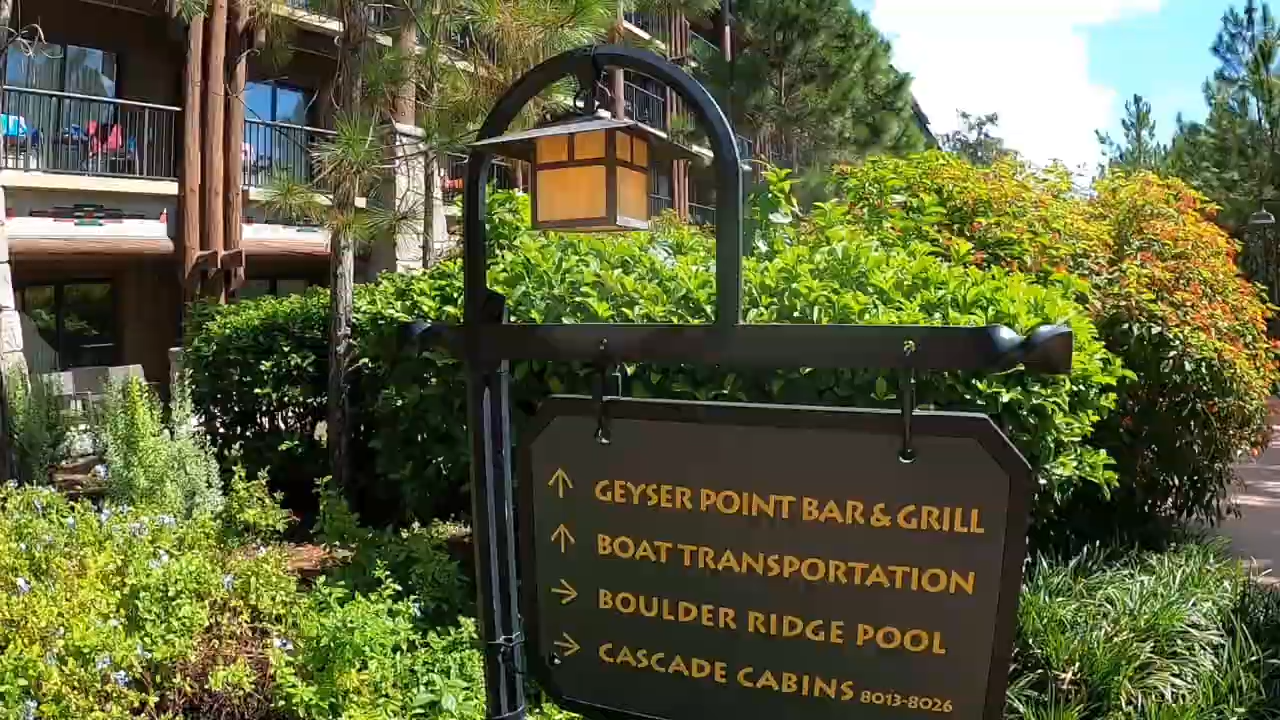 ↑ GEYSER POINT BAR & GRILL
↑ BOAT TRANSPORTATION
→ BOULDER RIDGE POOL
→ CASCADE CABINS 8013-8026